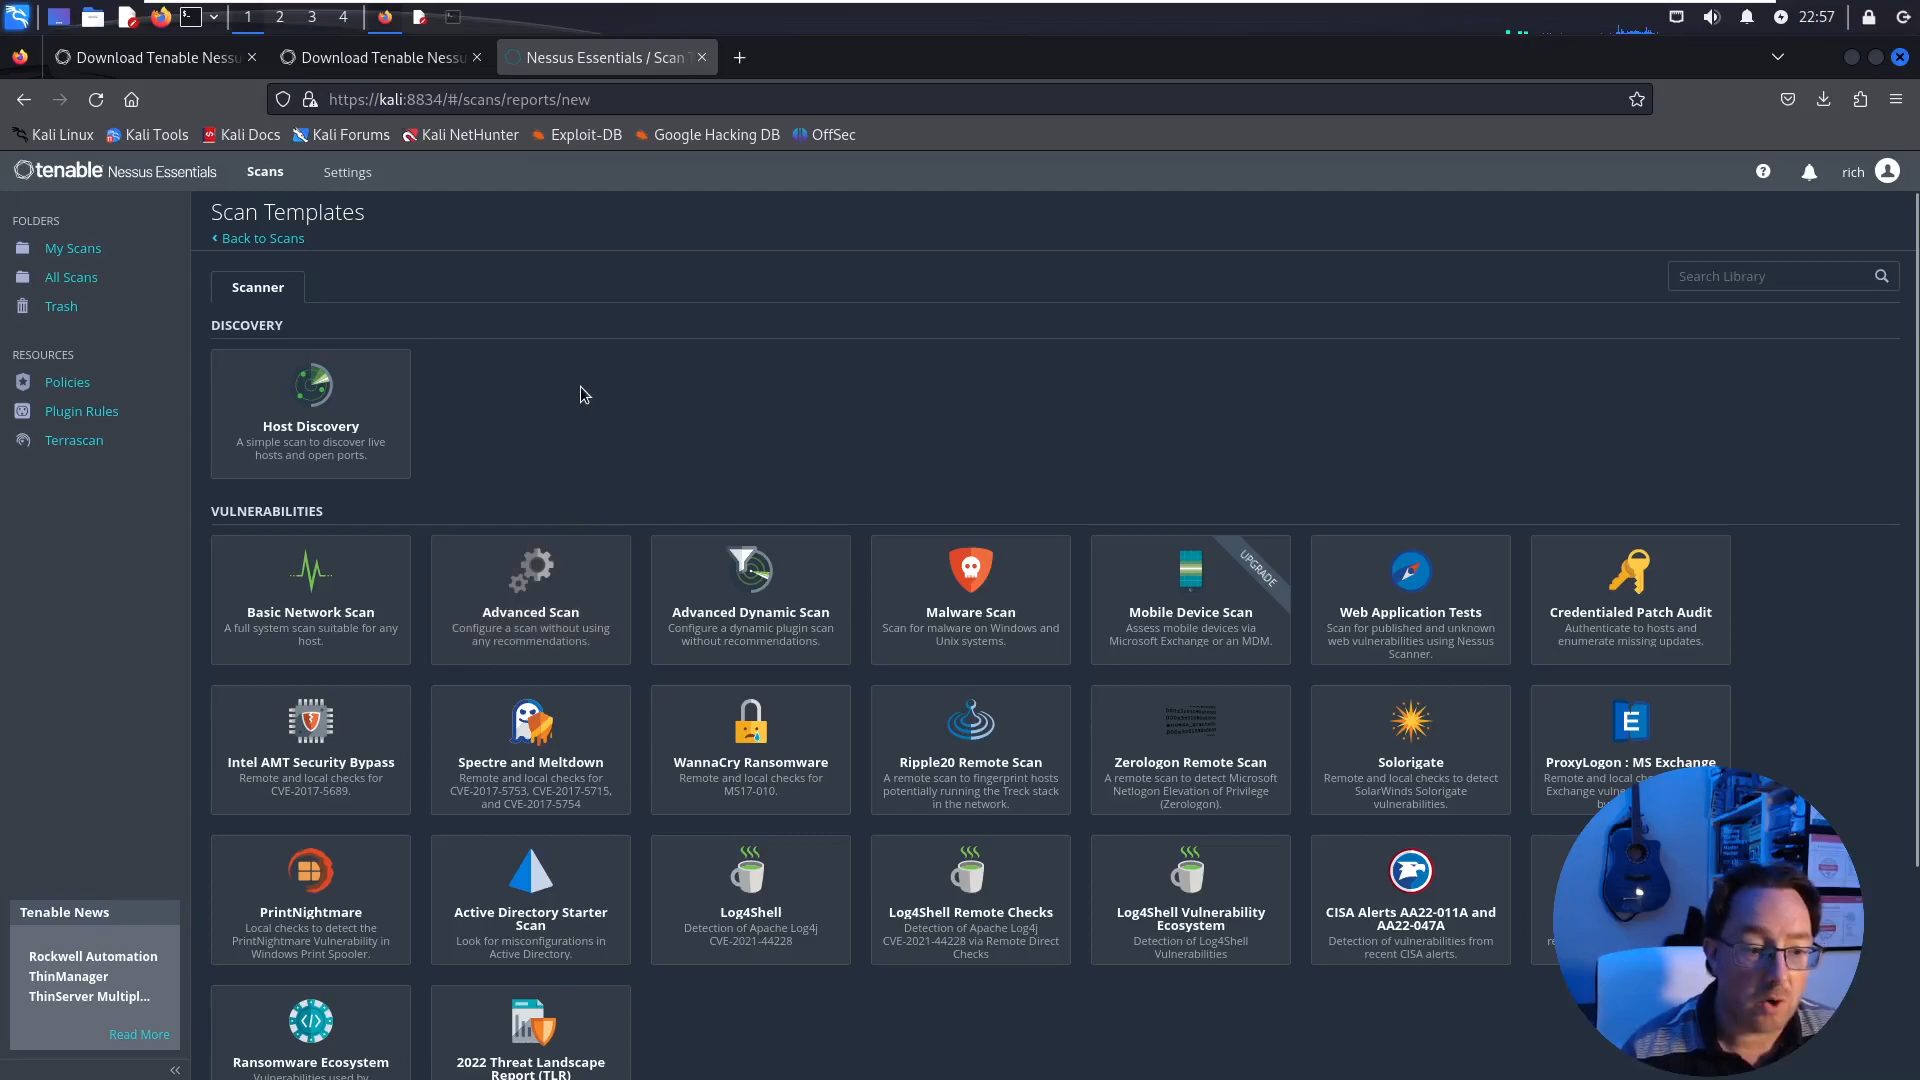 1 2 3 4
22:57
Download Tenable Nessu
Download Tenable Nessu
Nessus Essentials / Scan T
https://kali:8834/#/scans/reports/new
Kali Linux
Kali Tools
Kali Docs
Kali Forums
Kali NetHunter
Exploit-DB
Google Hacking DB
OffSec
tenable Nessus Essentials
Scans
Settings
rich
FOLDERS
My Scans
All Scans
Trash
RESOURCES
Policies
Plugin Rules
Terrascan
Tenable News
Rockwell Automation
ThinManager
ThinServer Multipl...
Read More
Scan Templates
Back to Scans
Scanner
Search Library
DISCOVERY
Host Discovery
A simple scan to discover live
hosts and open ports.
VULNERABILITIES
Basic Network Scan
A full system scan suitable for any
host.
Advanced Scan
Configure a scan without using
any recommendations.
Advanced Dynamic Scan
Configure a dynamic plugin scan
without recommendations.
Malware Scan
Scan for malware on Windows and
Unix systems.
UPGRADE
Mobile Device Scan
Assess mobile devices via
Microsoft Exchange or an MDM.
Web Application Tests
Scan for published and unknown
web vulnerabilities using Nessus
Scanner.
Credentialed Patch Audit
Authenticate to hosts and
enumerate missing updates.
Intel AMT Security Bypass
Remote and local checks for
CVE-2017-5689.
Spectre and Meltdown
Remote and local checks for
CVE-2017-5753, CVE-2017-5715,
and CVE-2017-5754
WannaCry Ransomware
Remote and local checks for
MS17-010.
Ripple20 Remote Scan
A remote scan to fingerprint hosts
potentially running the Treck stack
in the network.
Zerologon Remote Scan
A remote scan to detect Microsoft
Netlogon Elevation of Privilege
(Zerologon).
Solorigate
Remote and local checks to detect
SolarWinds Solorigate
vulnerabilities.
ProxyLogon : MS Exchange
Remote and local
Exchange
PrintNightmare
Local checks to detect the
PrintNightmare Vulnerability in
Windows Print Spooler.
Active Directory Starter
Scan
Look for misconfigurations in
Active Directory.
Log4Shell
Detection of Apache Log4j
CVE-2021-44228
Log4Shell Remote Checks
Detection of Apache Log4j
CVE-2021-44228 via Remote Direct
Checks
Log4Shell Vulnerability
Ecosystem
Detection of Log4Shell
Vulnerabilities
CISA Alerts AA22-011A and
AA22-047A
Detection of vulnerabilities from
recent CISA alerts.
Ransomware Ecosystem
Vulnerabilities used by
2022 Threat Landscape
Report (TLR)